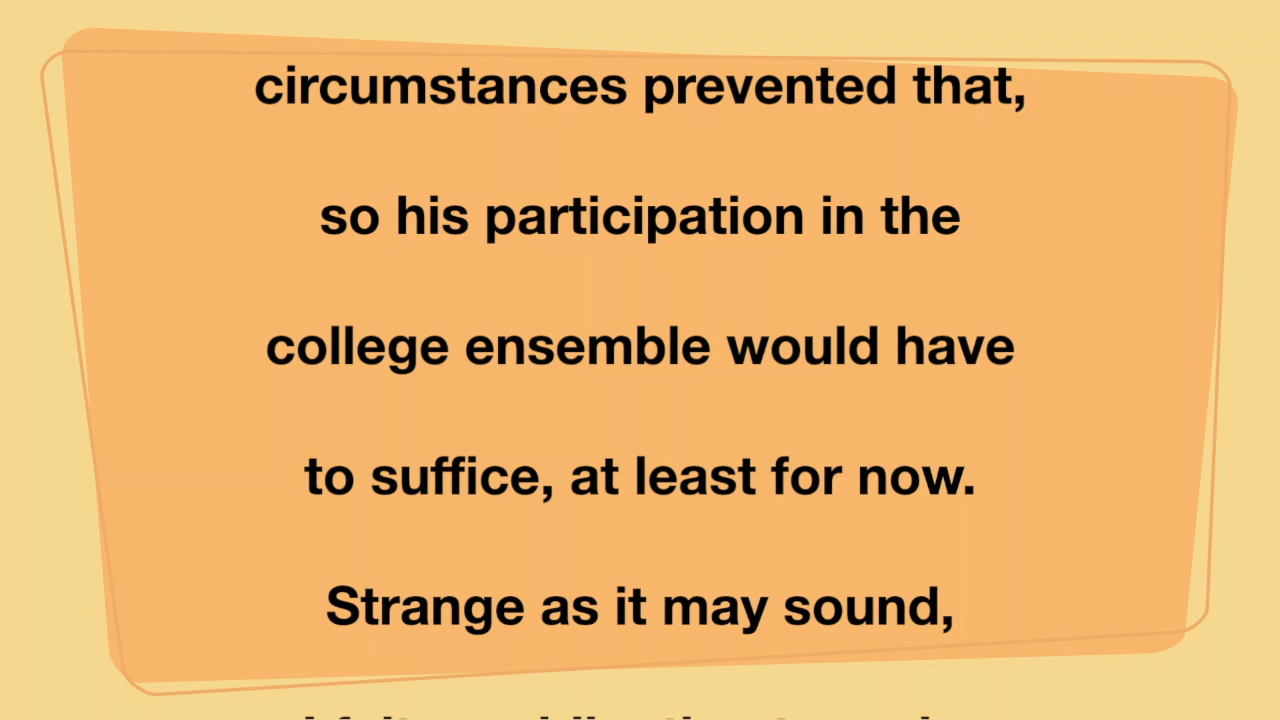 circumstances prevented that,
so his participation in the
college ensemble would have
to suffice, at least for now.
Strange as it may sound,